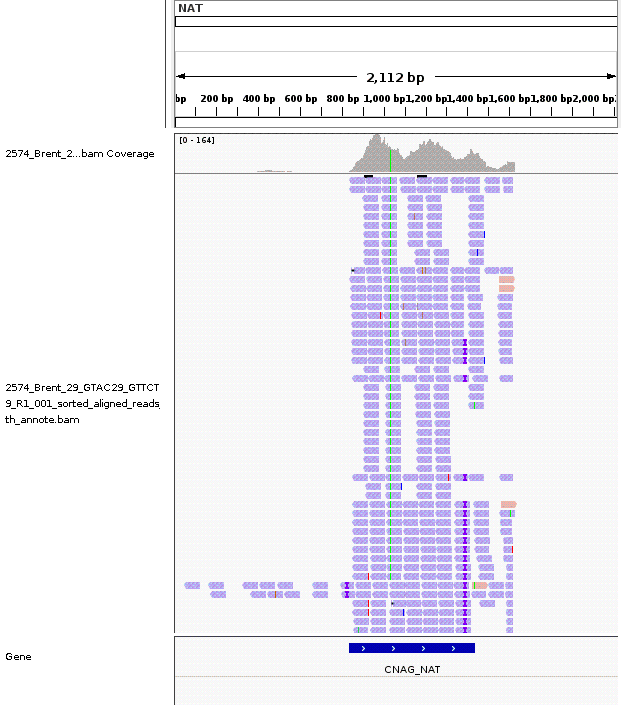 NAT
2,112 bp
bp 200 bp 400 bp 600 bp 800 bp 1,000 bp 1,200 bp 1,400 bp 1,600 bp 1,800 bp 2,000 bp
[0 - 164]
2574_Brent_2...bam Coverage
2574_Brent_29_GTAC29_GTTCT
9_R1_001_sorted_aligned_reads_
th_annote.bam
Gene
CNAG_NAT